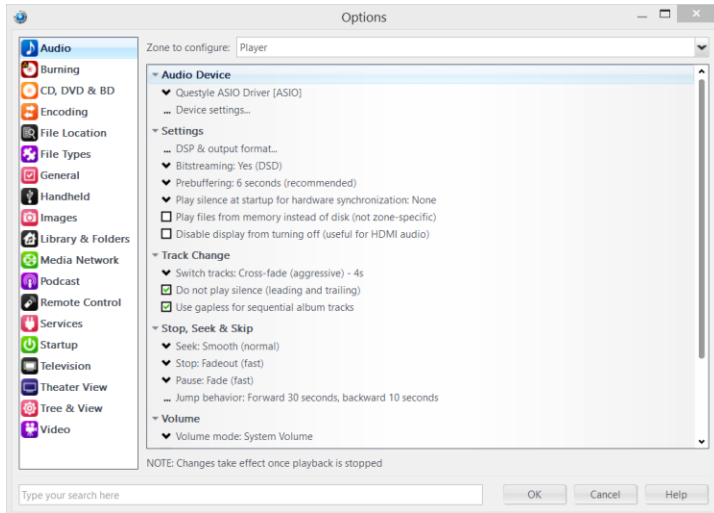 Options
Audio
Burning
CD, DVD & BD
Encoding
File Location
File Types
General
Handheld
Images
Library & Folders
Media Network
Podcast
Remote Control
Services
Startup
Television
Theater View
Tree & View
Video
Zone to configure: Player
Audio Device
Questyle ASIO Driver [ASIO]
... Device settings...
Settings
... DSP & output format...
Bitstreaming: Yes (DSD)
Prebuffering: 6 seconds (recommended)
Play silence at startup for hardware synchronization: None
Play files from memory instead of disk (not zone-specific)
Disable display from turning off (useful for HDMI audio)
Track Change
Switch tracks: Cross-fade (aggressive) - 4s
Do not play silence (leading and trailing)
Use gapless for sequential album tracks
Stop, Seek & Skip
Seek: Smooth (normal)
Stop: Fadeout (fast)
Pause: Fade (fast)
... Jump behavior: Forward 30 seconds, backward 10 seconds
Volume
Volume mode: System Volume
NOTE: Changes take effect once playback is stopped
Type your search here
OK Cancel Help